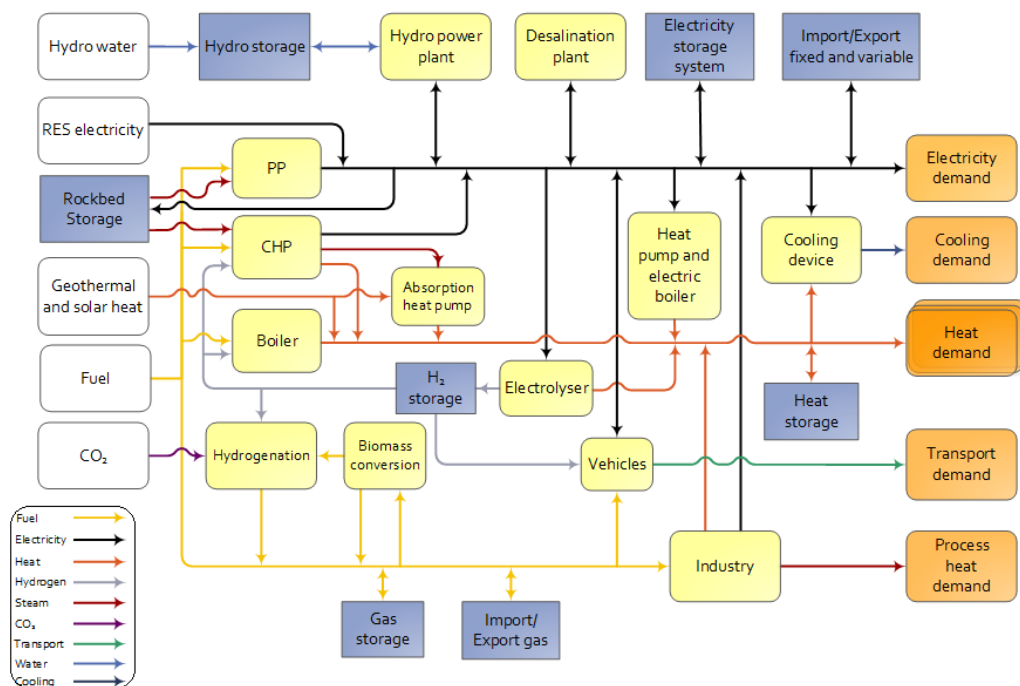 Hydro water
Hydro storage
Hydro power
plant
Desalination
plant
Electricity
storage
system
Import/Export
fixed and variable
RES electricity
PP
Electricity
demand
Rockbed
Storage
CHP
Heat
pump and
electric
boiler
Cooling
device
Cooling
demand
Geothermal
and solar heat
Absorption
heat pump
Boiler
Heat
demand
Fuel
H₂
storage
Electrolyser
Heat
storage
CO₂
Hydrogenation
Biomass
conversion
Vehicles
Transport
demand
Industry
Process
heat
demand
Gas
storage
Import/
Export gas
Fuel
Electricity
Heat
Hydrogen
Steam
CO₂
Transport
Water
Cooling